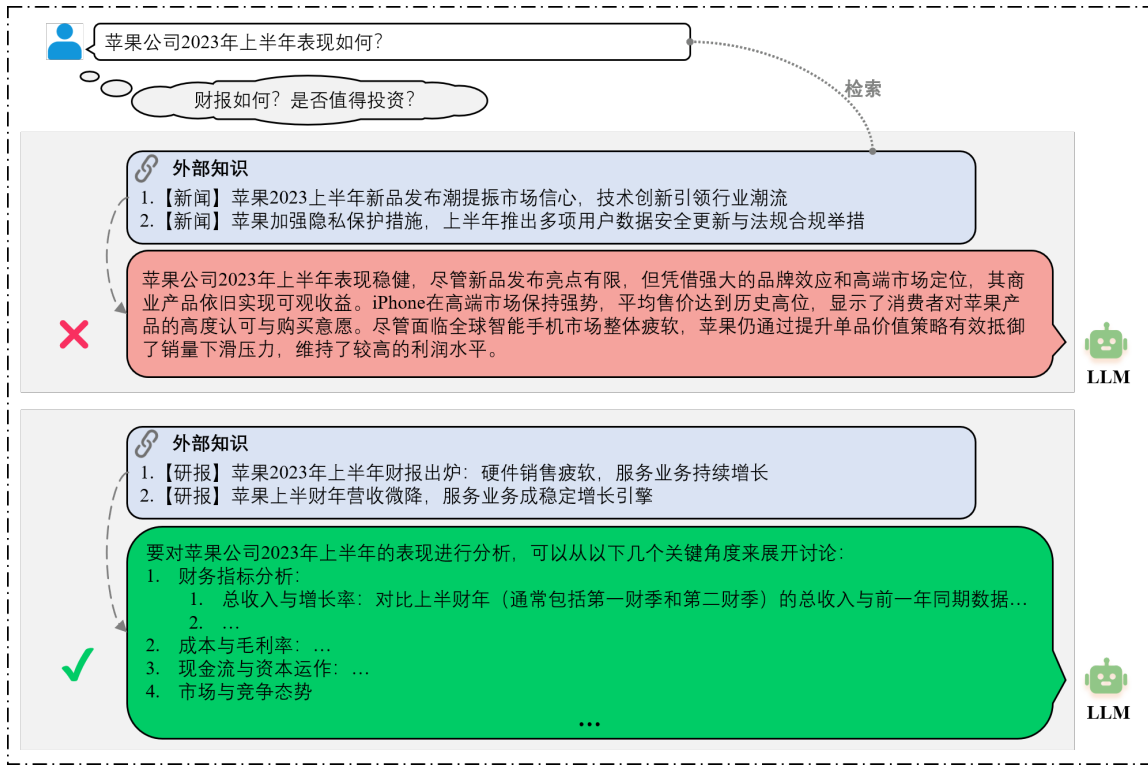 苹果公司2023年上半年表现如何？
财报如何？是否值得投资？
检索
外部知识
1.【新闻】苹果2023上半年新品发布潮提振市场信心，技术创新引领行业潮流
2.【新闻】苹果加强隐私保护措施，上半年推出多项用户数据安全更新与法规合规举措
苹果公司2023年上半年表现稳健，尽管新品发布亮点有限，但凭借强大的品牌效应和高端市场定位，其商
业产品依旧实现可观收益。iPhone在高端市场保持强势，平均售价达到历史高位，显示了消费者对苹果产
品的高度认可与购买意愿。尽管面临全球智能手机市场整体疲软，苹果仍通过提升单品价值策略有效抵御
了销量下滑压力，维持了较高的利润水平。
LLM
外部知识
1.【研报】苹果2023年上半年财报出炉：硬件销售疲软，服务业务持续增长
2.【研报】苹果上半财年营收微降，服务业务成稳定增长引擎
要对苹果公司2023年上半年的表现进行分析，可以从以下几个关键角度来展开讨论：
1. 财务指标分析：
1. 总收入与增长率：对比上半财年（通常包括第一财季和第二财季）的总收入与前一年同期数据…
2. …
2. 成本与毛利率：…
3. 现金流与资本运作：…
4. 市场与竞争态势
…
LLM